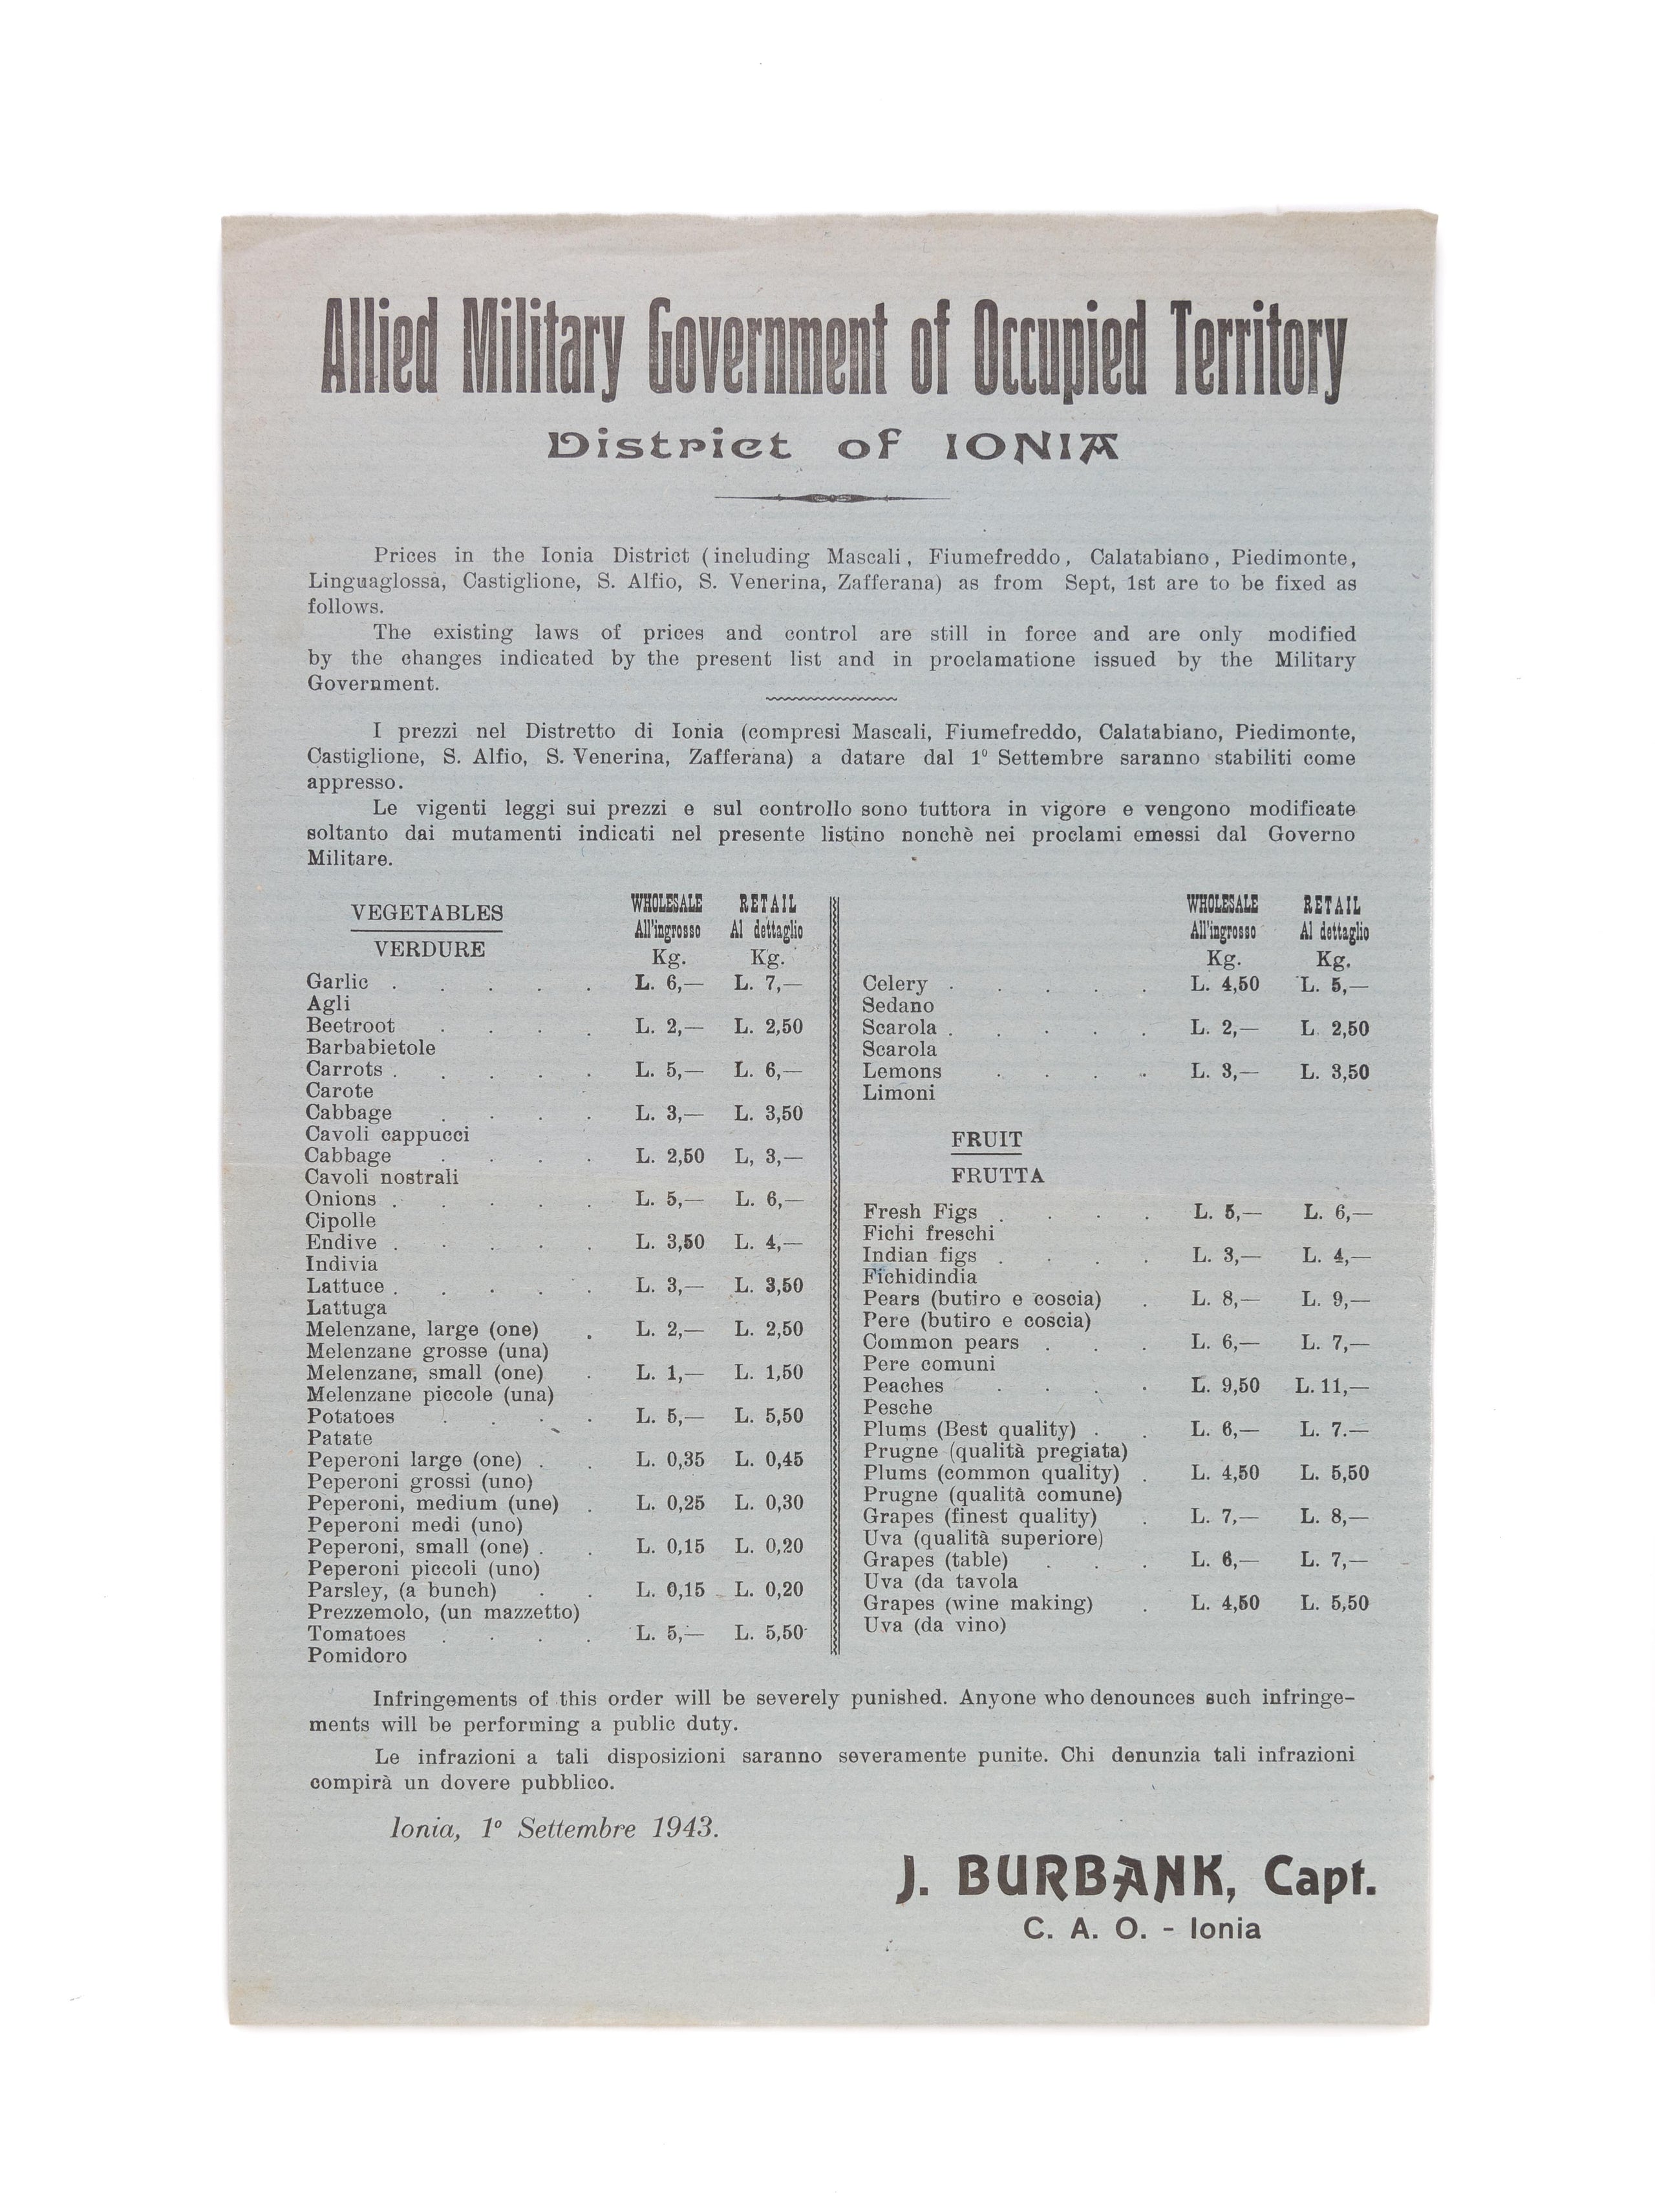 Allied Military Government of Occupied Territory
District of IONIA
Prices in the Ionia District (including Mascali, Fiumefreddo, Calatabiano, Piedimonte,
Linguaglossa, Castiglione, S. Alfio, S. Venerina, Zafferana) as from Sept, 1st are to be fixed as
follows.
The existing laws of prices and control are still in force and are only modified
by the changes indicated by the present list and in proclamatione issued by the Military
Government.
I prezzi nel Distretto di Ionia (compresi Mascali, Fiumefreddo, Calatabiano, Piedimonte,
Castiglione, S. Alfio, S. Venerina, Zafferana) a datare dal 1º Settembre saranno stabiliti come
appresso.
Le vigenti leggi sui prezzi e sul controllo sono tuttora in vigore e vengono modificate
soltanto dai mutamenti indicati nel presente listino nonchè nei proclami emessi dal Governo
Militare.
VEGETABLES WHOLESALE RETAIL
VERDURE All'ingrosso Al dettaglio
Kg. Kg.
Garlic . . . . . L. 6,— L. 7,—
Agli
Beetroot . . . . L. 2,— L. 2,50
Barbabietole
Carrots . . . . . L. 5,— L. 6,—
Carote
Cabbage . . . . L. 3,— L. 3,50
Cavoli cappucci
Cabbage . . . . L. 2,50 L, 3,—
Cavoli nostrali
Onions . . . . . L. 5,— L. 6,—
Cipolle
Endive . . . . . L. 3,50 L. 4,—
Indivia
Lattuce . . . . . L. 3,— L. 3,50
Lattuga
Melenzane, large (one) . L. 2,— L. 2,50
Melenzane grosse (una)
Melenzane, small (one) . L. 1,— L. 1,50
Melenzane piccole (una)
Potatoes . . . . L. 5,— L. 5,50
Patate
Peperoni large (one) . . L. 0,35 L. 0,45
Peperoni grossi (uno)
Peperoni, medium (une) . L. 0,25 L. 0,30
Peperoni medi (uno)
Peperoni, small (one) . . L. 0,15 L. 0,20
Peperoni piccoli (uno)
Parsley, (a bunch) . . L. 0,15 L. 0,20
Prezzemolo, (un mazzetto)
Tomatoes . . . . L. 5,— L. 5,50
Pomidoro
WHOLESALE RETAIL
All'ingrosso Al dettaglio
Kg. Kg.
Celery . . . . . L. 4,50 L. 5,—
Sedano
Scarola . . . . . L. 2,— L. 2,50
Scarola
Lemons . . . . L. 3,— L. 3,50
Limoni
FRUIT
FRUTTA
Fresh Figs . . . . L. 5,— L. 6,—
Fichi freschi
Indian figs . . . . L. 3,— L. 4,—
Fichidindia
Pears (butiro e coscia) . L. 8,— L. 9,—
Pere (butiro e coscia)
Common pears . . . L. 6,— L. 7,—
Pere comuni
Peaches . . . . L. 9,50 L. 11,—
Pesche
Plums (Best quality) . . L. 6,— L. 7.—
Prugne (qualità pregiata)
Plums (common quality) . L. 4,50 L. 5,50
Prugne (qualità comune)
Grapes (finest quality) . L. 7,— L. 8,—
Uva (qualità superiore)
Grapes (table) . . . L. 6,— L. 7,—
Uva (da tavola
Grapes (wine making) . L. 4,50 L. 5,50
Uva (da vino)
Infringements of this order will be severely punished. Anyone who denounces such infringe-
ments will be performing a public duty.
Le infrazioni a tali disposizioni saranno severamente punite. Chi denunzia tali infrazioni
compirà un dovere pubblico.
Ionia, 1º Settembre 1943.
J. BURBANK, Capt.
C. A. O. - Ionia